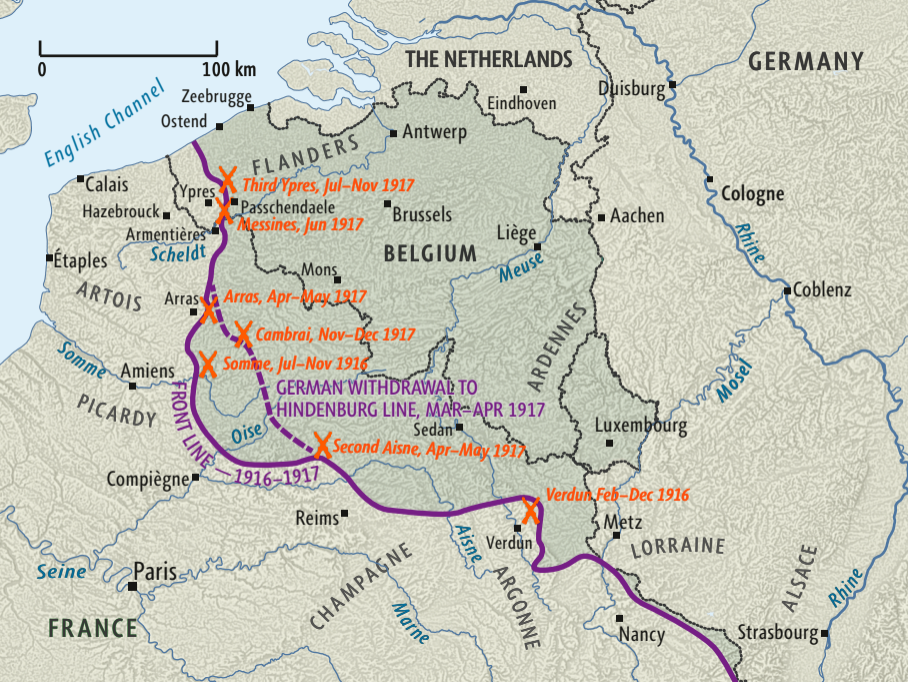 THE NETHERLANDS
GERMANY
0
100 km
Zeebrugge
Eindhoven
Duisburg
English Channel
Ostend
Antwerp
FLANDERS
Calais
Ypres
Third Ypres, Jul–Nov 1917
Cologne
Hazebrouck
Passchendaele
Brussels
Aachen
Messines, Jun 1917
Armentières
Liège
Rhine
Scheldt
BELGIUM
Étaples
Meuse
Mons
Coblenz
ARTOIS
Arras
Arras, Apr–May 1917
Cambrai, Nov–Dec 1917
ARDENNES
Somme
Somme, Jul–Nov 1916
Amiens
Mosel
GERMAN WITHDRAWAL TO
HINDENBURG LINE, MAR–APR 1917
PICARDY
FRONT LINE — 1916–1917
Oise
Sedan
Luxembourg
Second Aisne, Apr–May 1917
Compiègne
Verdun Feb–Dec 1916
Reims
Metz
Aisne
Verdun
LORRAINE
Seine
Paris
CHAMPAGNE
ARGONNE
ALSACE
Rhine
Marne
FRANCE
Nancy
Strasbourg